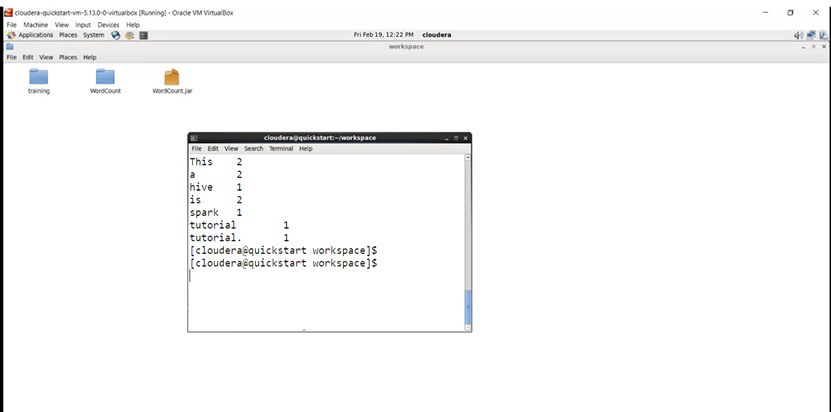 cloudera-quickstart-vm-5.13.0-0-virtualbox [Running] - Oracle VM VirtualBox
File Machine View Input Devices Help
Applications Places System Fri Feb 19, 12:22 PM cloudera
workspace
File Edit View Places Help
training WordCount WordCount.jar
cloudera@quickstart:~/workspace
File Edit View Search Terminal Help
This 2
a 2
hive 1
is 2
spark 1
tutorial 1
tutorial. 1
[cloudera@quickstart workspace]$
[cloudera@quickstart workspace]$